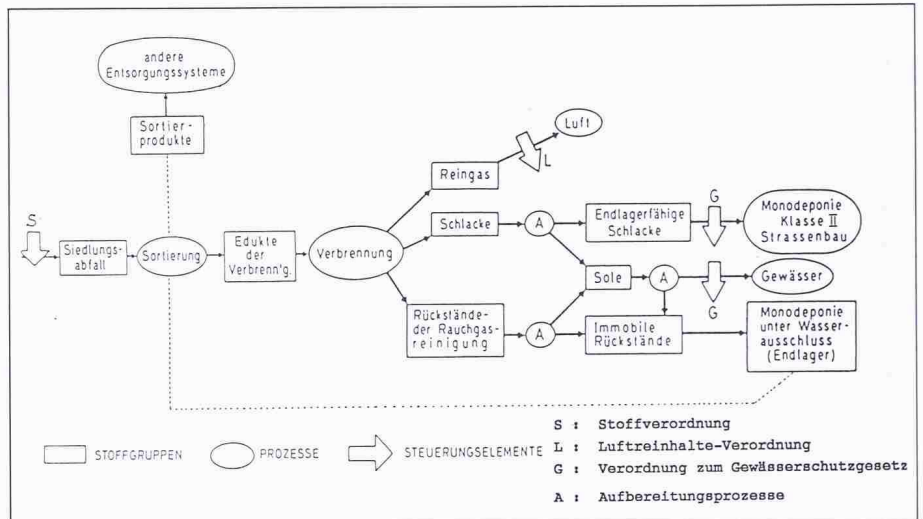 andere
Entsorgungssysteme
Sortier-
produkte
Luft
L
Reingas
S
G
Siedlungs-
abfall
Sortierung
Edukte
der
Verbrenn'g.
Verbrennung
Schlacke
A
Endlagerfähige
Schlacke
Monodeponie
Klasse II
Strassenbau
Sole
A
Gewässer
G
Rückstände-
der Rauchgas-
reinigung
A
Immobile
Rückstände
Monodeponie
unter Wasser-
ausschluss
(Endlager)
STOFFGRUPPEN
PROZESSE
STEUERUNGSELEMENTE
S : Stoffverordnung
L : Luftreinhalte-Verordnung
G : Verordnung zum Gewässerschutzgesetz
A : Aufbereitungsprozesse